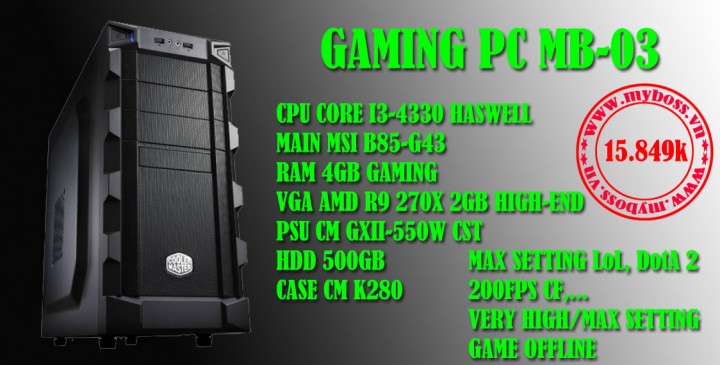 GAMING PC MB-03
CPU CORE I3-4330 HASWELL
MAIN MSI B85-G43
RAM 4GB GAMING
VGA AMD R9 270X 2GB HIGH-END
PSU CM GXII-550W CST
HDD 500GB
CASE CM K280
MAX SETTING LoL, DotA 2
200FPS CF,...
VERY HIGH/MAX SETTING
GAME OFFLINE
www.myboss.vn
15.849k
www.myboss.vn
COOLER
MASTER